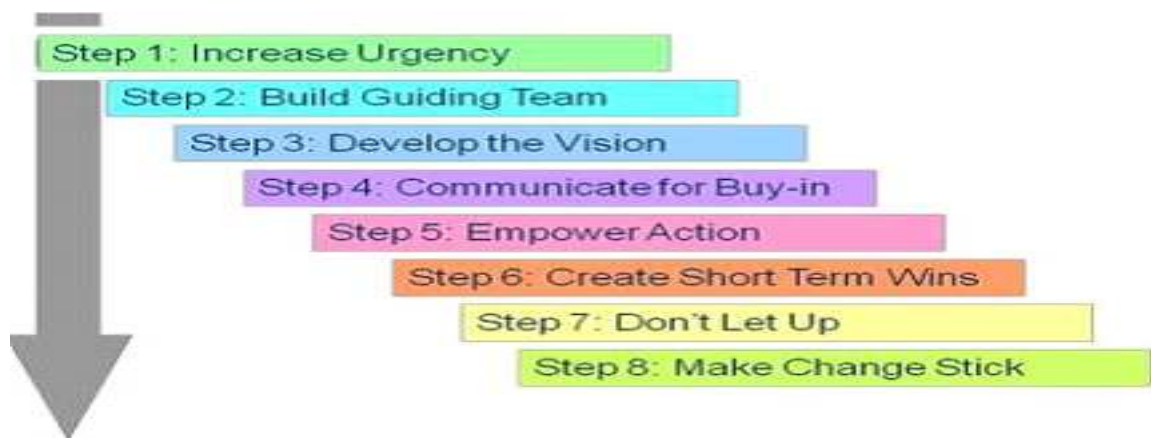 Step 1: Increase Urgency
Step 2: Build Guiding Team
Step 3: Develop the Vision
Step 4: Communicate for Buy-in
Step 5: Empower Action
Step 6: Create Short Term Wins
Step 7: Don't Let Up
Step 8: Make Change Stick